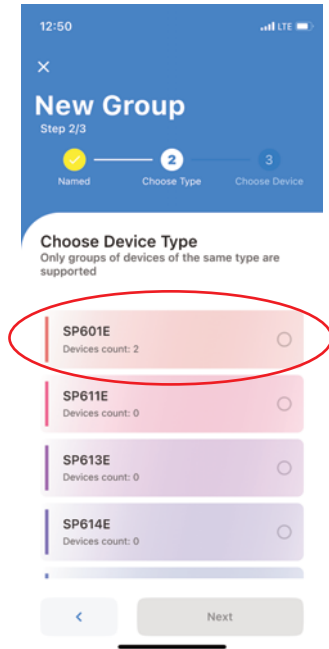 12:50 LTE
New Group
Step 2/3
2 3
Named Choose Type Choose Device
Choose Device Type
Only groups of devices of the same type are
supported
SP601E
Devices count: 2
SP611E
Devices count: 0
SP613E
Devices count: 0
SP614E
Devices count: 0
Next